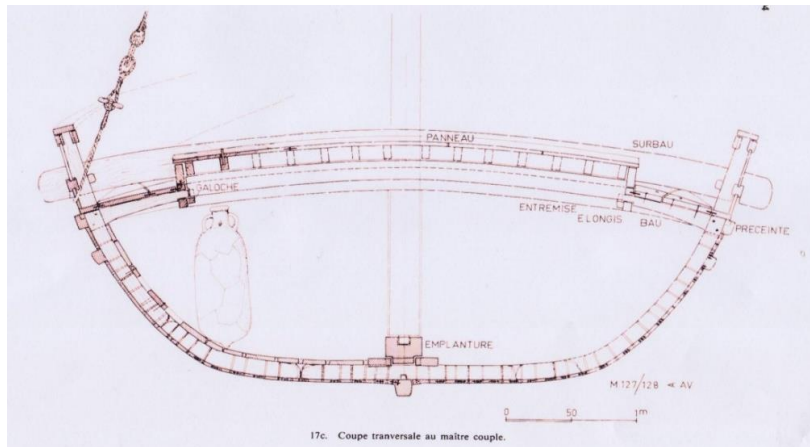 PANNEAU
SURBAU
GALOCHE
ENTREMISE
ELONGIS
BAU
PRECEINTE
EMPLANTURE
M 127/128 < AV
0 50 1m
17c. Coupe tranversale au maître couple.